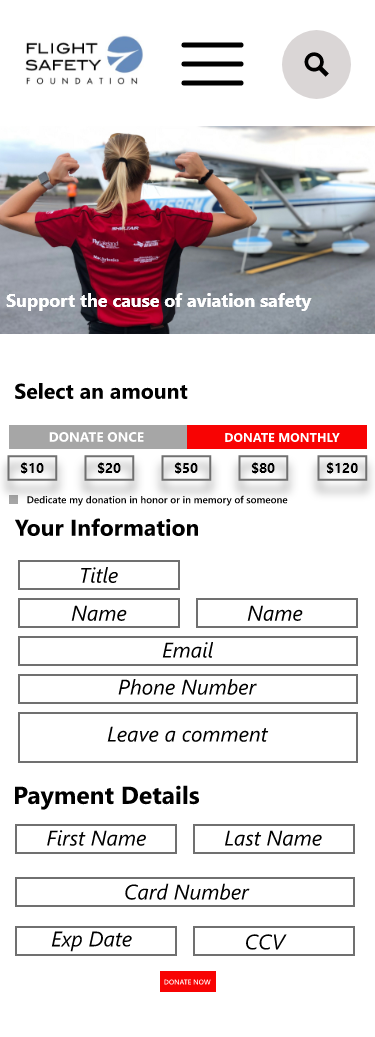 FLIGHT
SAFETY
FOUNDATION
Support the cause of aviation safety
Select an amount
DONATE ONCE DONATE MONTHLY
$10 $20 $50 $80 $120
Dedicate my donation in honor or in memory of someone
Your Information
Title
Name Name
Email
Phone Number
Leave a comment
Payment Details
First Name Last Name
Card Number
Exp Date CCV
DONATE NOW